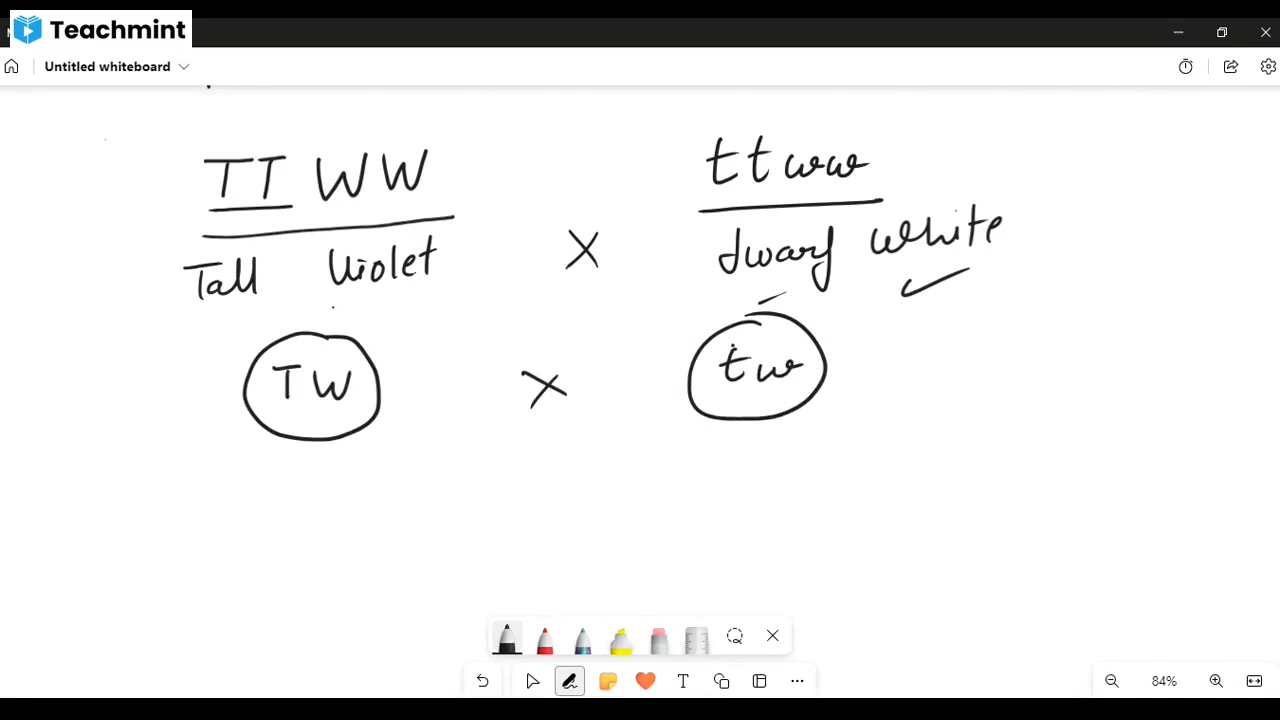 Teachmint
Untitled whiteboard
TT WW ttww
Tall Violet X dwarf white
TW X tw
T
84%